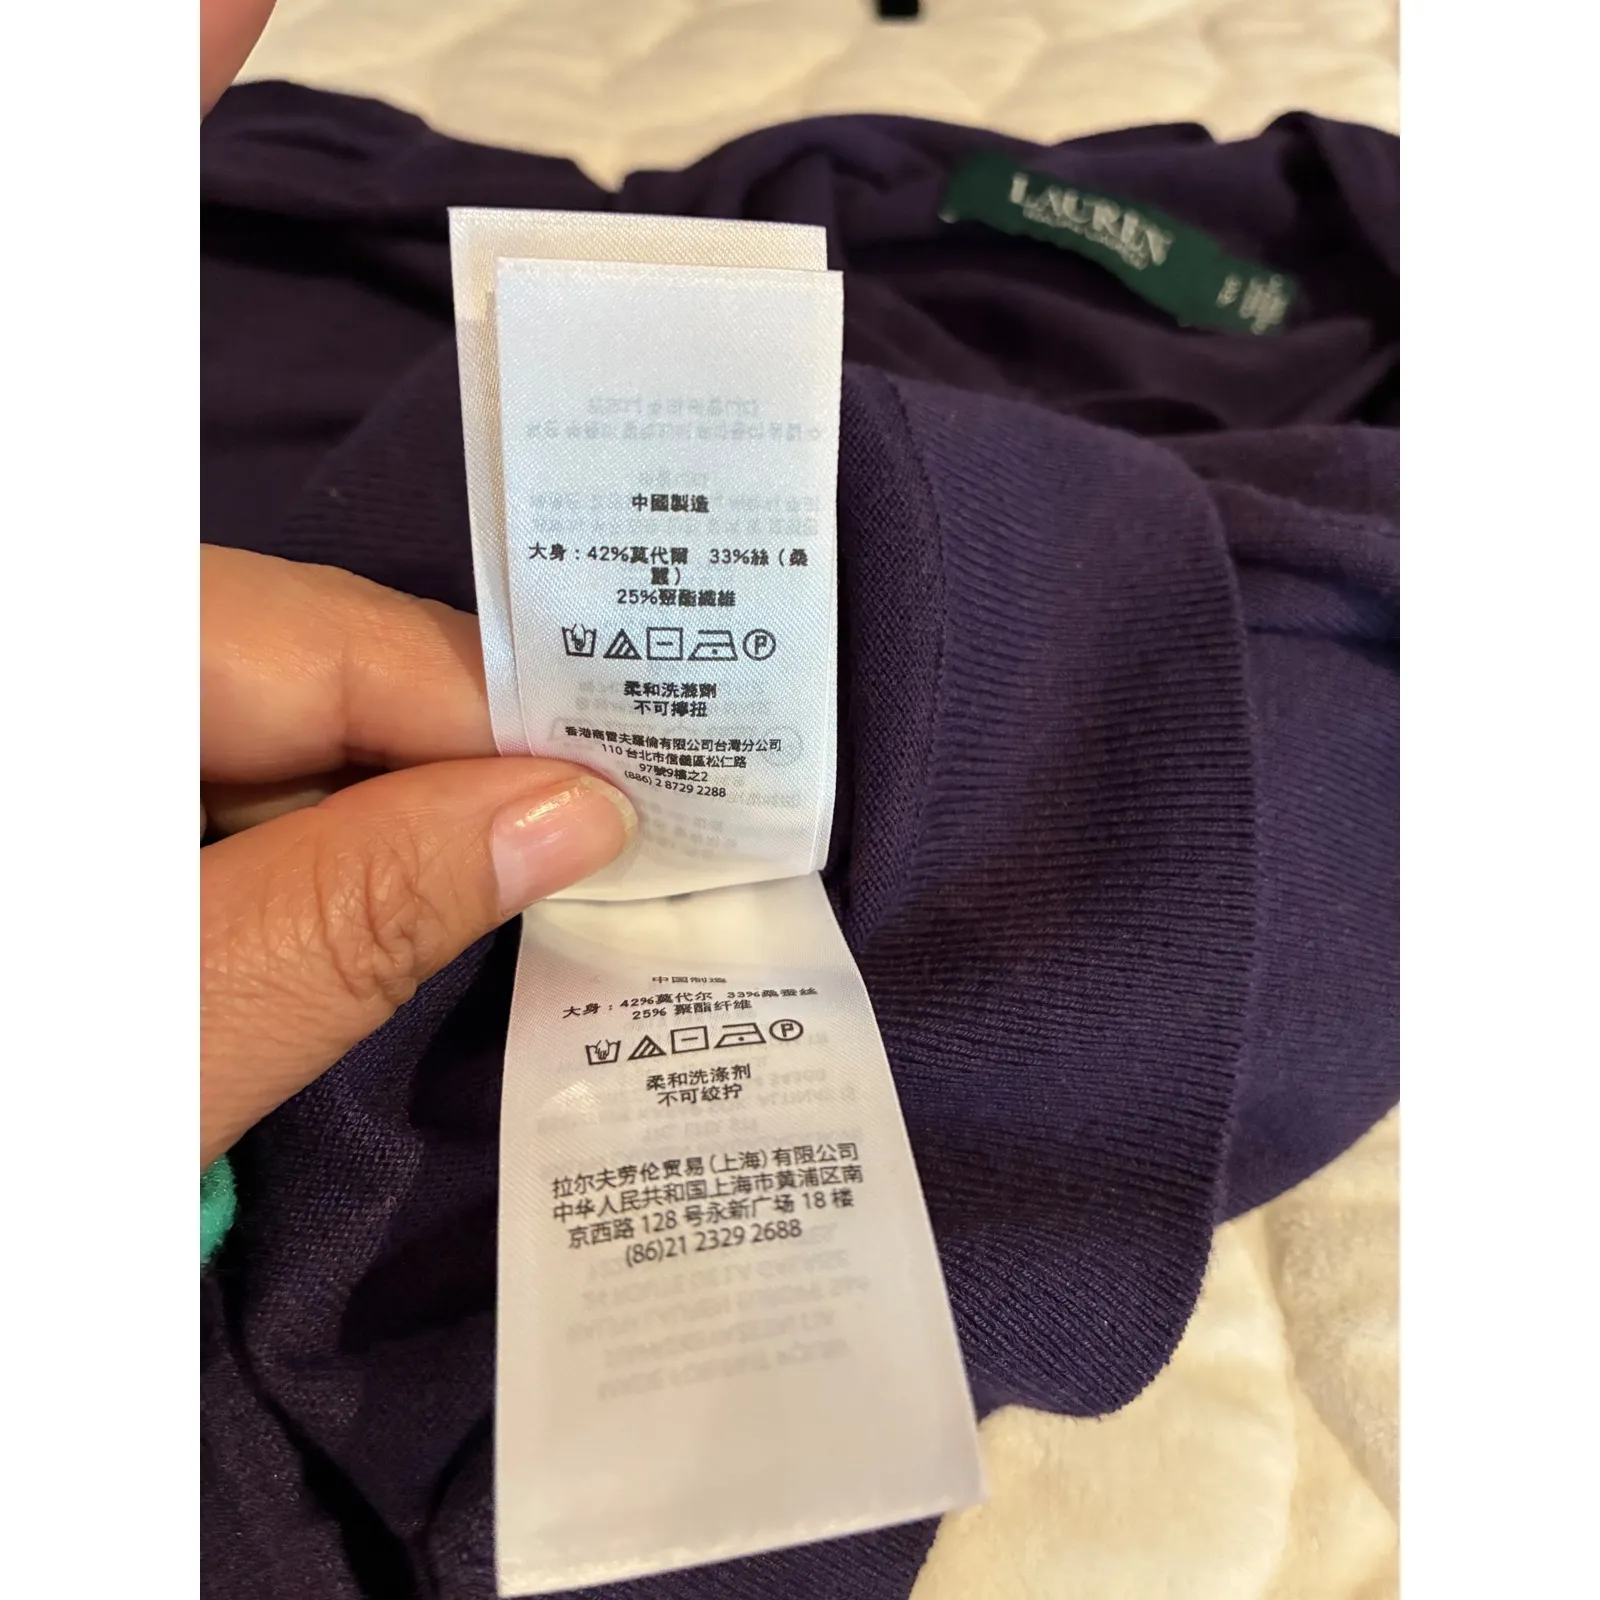 LAUREN
RALPH LAUREN
中國製造
大身：42%莫代爾 33%絲（桑
蠶）
25%聚酯纖維
柔和洗滌劑
不可擰扭
香港商雷夫羅倫有限公司台灣分公司
110 台北市信義區松仁路
97號9樓之2
(886) 2 8729 2288
中国制造
大身：42%莫代尔 33%桑蚕丝
25% 聚酯纤维
柔和洗涤剂
不可绞拧
拉尔夫劳伦贸易(上海)有限公司
中华人民共和国上海市黄浦区南
京西路 128 号永新广场 18 楼
(86)21 2329 2688